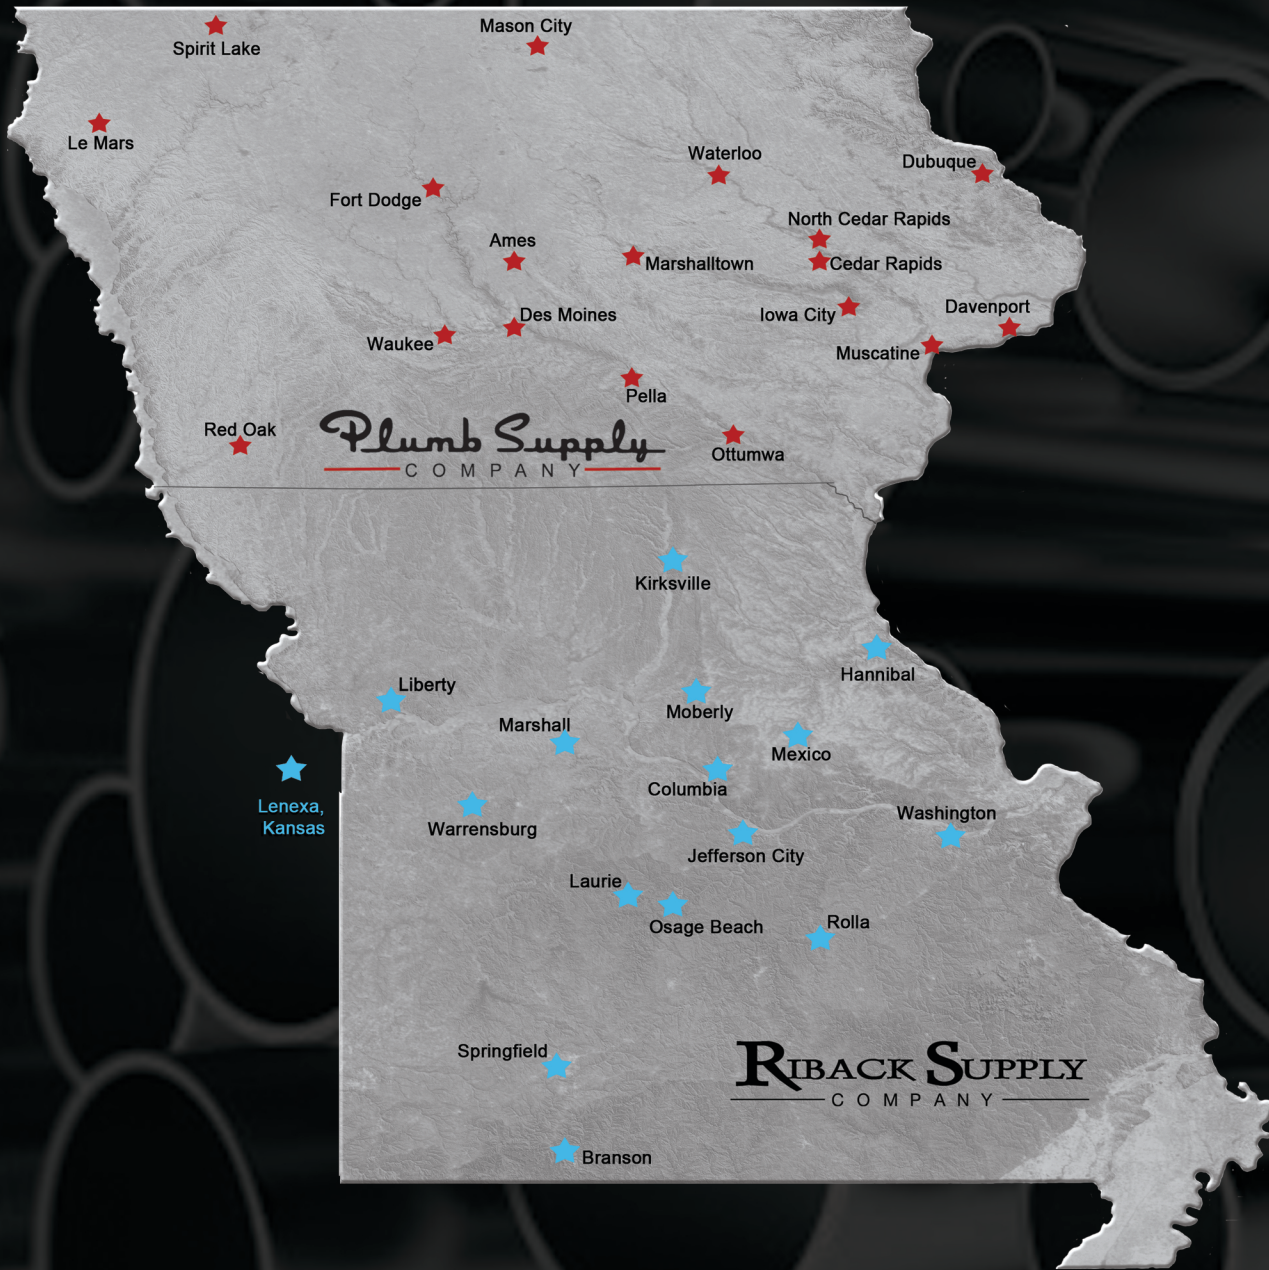 Mason City
Spirit Lake
Le Mars
Waterloo
Dubuque
Fort Dodge
North Cedar Rapids
Ames
Marshalltown
Cedar Rapids
Iowa City
Davenport
Des Moines
Waukee
Muscatine
Pella
Red Oak
Plumb Supply
COMPANY
Ottumwa
Kirksville
Hannibal
Liberty
Moberly
Marshall
Mexico
Columbia
Lenexa,
Kansas
Warrensburg
Washington
Jefferson City
Laurie
Osage Beach
Rolla
Springfield
RIBACK SUPPLY
COMPANY
Branson